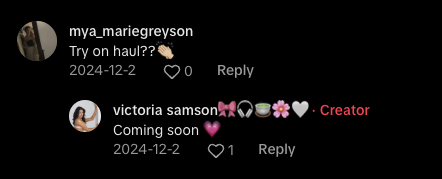 mya_mariegreyson
Try on haul??👏🏻
2024-12-2 0 Reply
victoria samson🎀🎧🍵🌸🤍 · Creator
Coming soon 💗
2024-12-2 1 Reply